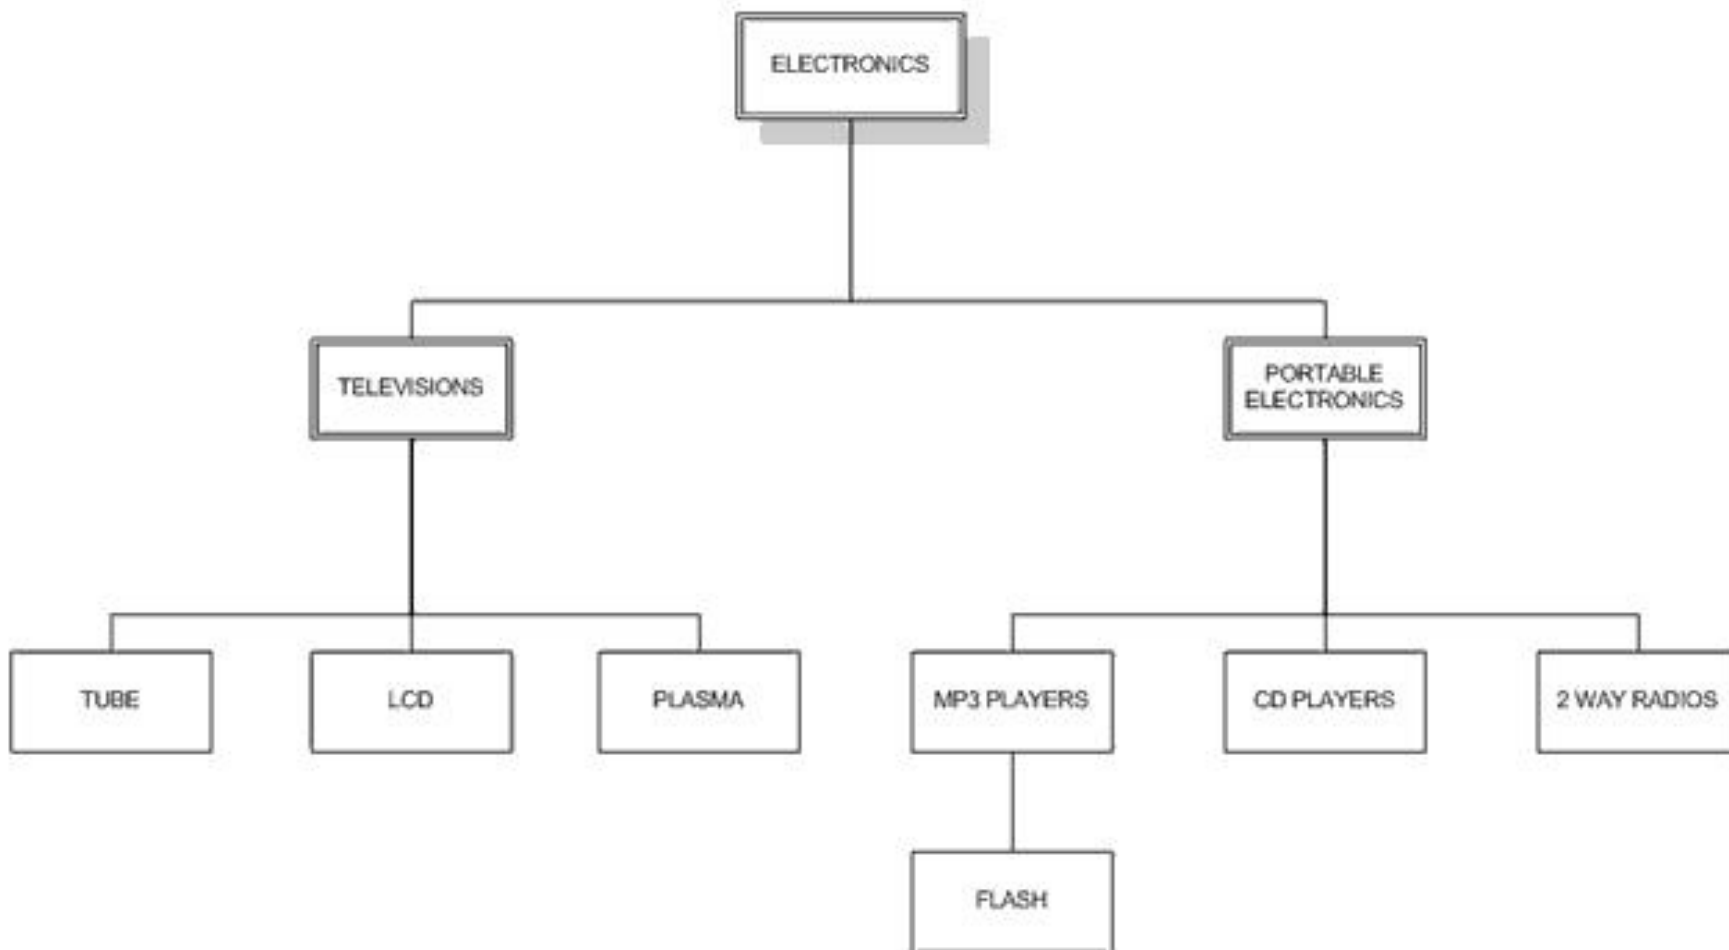 ELECTRONICS
TELEVISIONS
PORTABLE
ELECTRONICS
TUBE
LCD
PLASMA
MP3 PLAYERS
CD PLAYERS
2 WAY RADIOS
FLASH